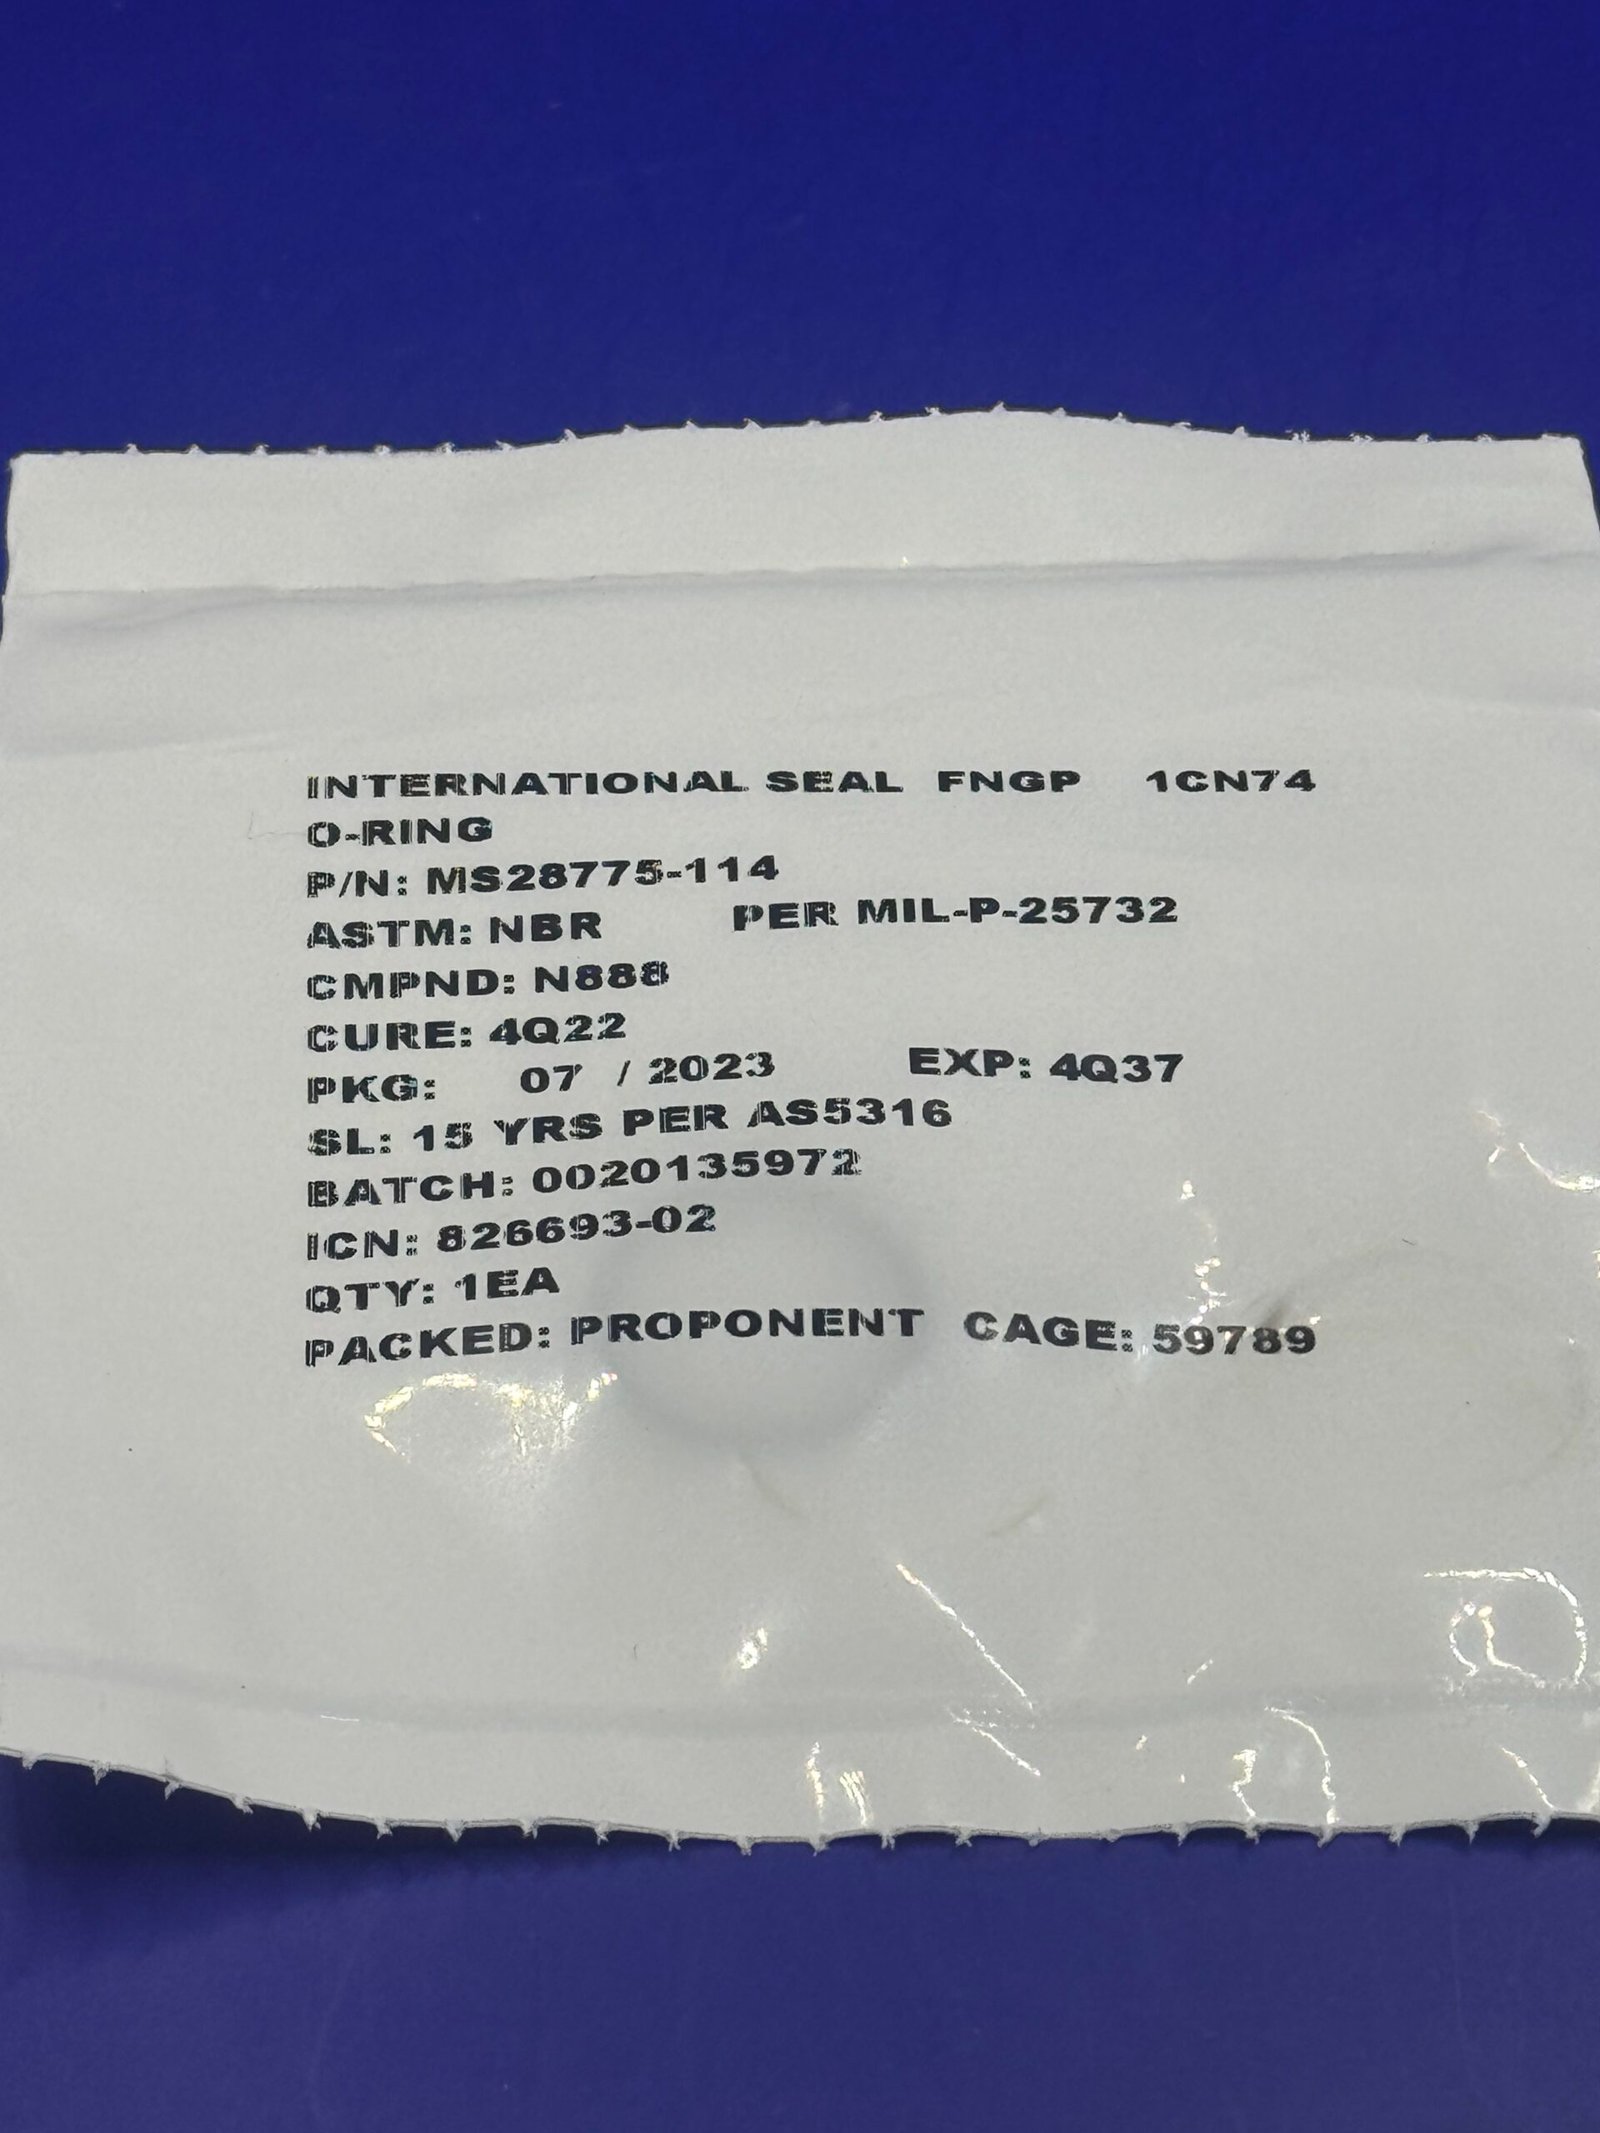 INTERNATIONAL SEAL FNGP 1CN74
O-RING
P/N: MS28775-114
ASTM: NBR PER MIL-P-25732
CMPND: N888
CURE: 4Q22
PKG: 07 / 2023 EXP: 4Q37
SL: 15 YRS PER AS5316
BATCH: 0020135972
ICN: 826693-02
QTY: 1EA
PACKED: PROPONENT CAGE: 59789